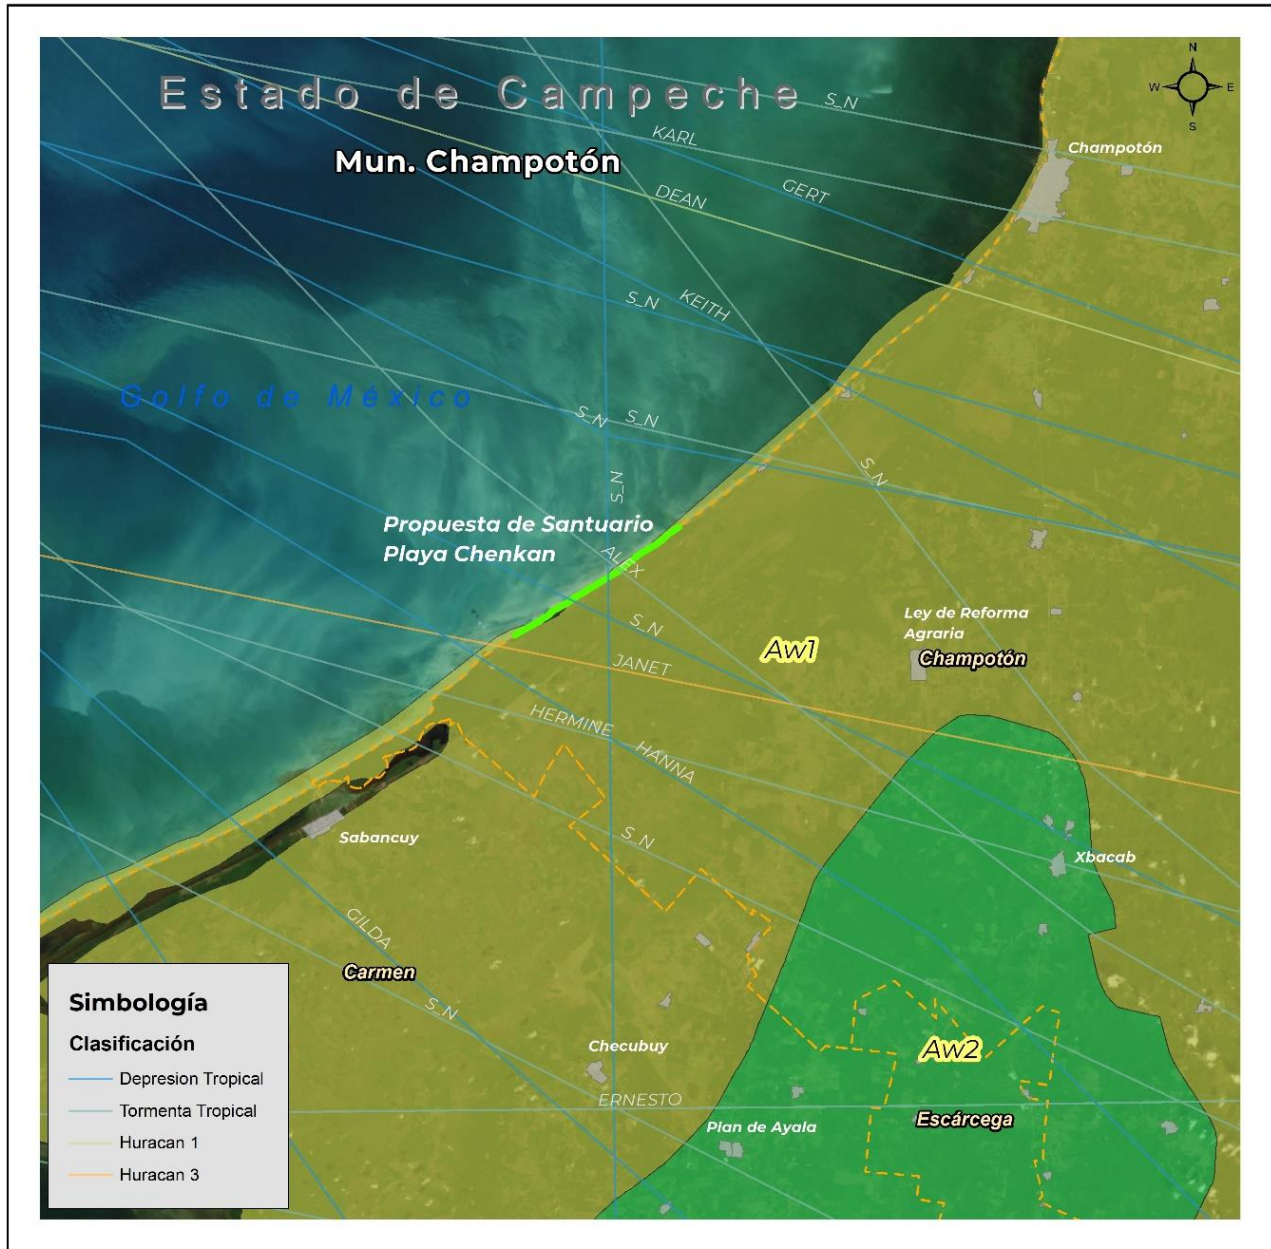 Estado de Campeche
Mun. Champotón
N
W
E
S
S_N
KARL
Champotón
GERT
DEAN
S_N
KEITH
Golfo de México
S_N
S_N
S_N
S_N
Propuesta de Santuario
Playa Chenkan
ALEX
S_N
Ley de Reforma
Agraria
Aw1
Champotón
JANET
HERMINE
HANNA
S_N
Sabancuy
Xbacab
GILDA
Carmen
S_N
Checubuy
Aw2
ERNESTO
Escárcega
Plan de Ayala
Simbología
Clasificación
Depresion Tropical
Tormenta Tropical
Huracan 1
Huracan 3